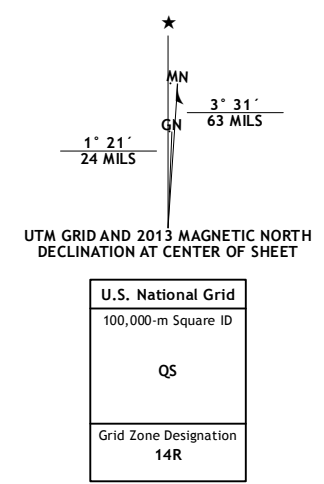 MN
3° 31´
63 MILS
GN
1° 21´
24 MILS
UTM GRID AND 2013 MAGNETIC NORTH
DECLINATION AT CENTER OF SHEET
U.S. National Grid
100,000-m Square ID
QS
Grid Zone Designation
14R